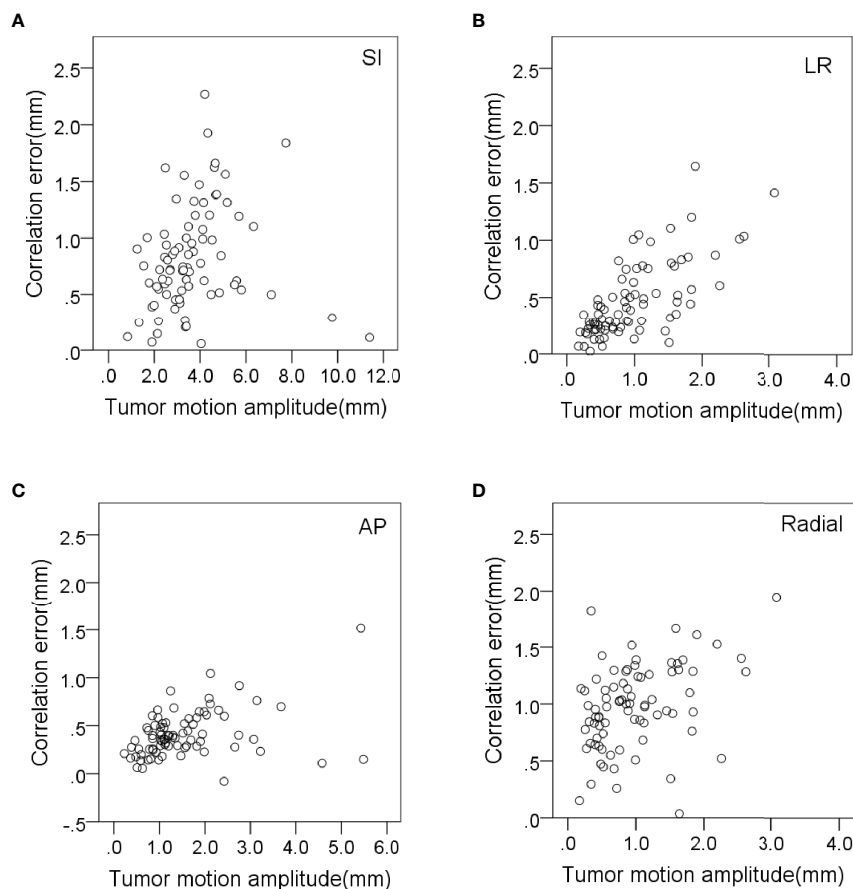 A
SI
2.5
2.0
1.5
1.0
.5
.0
Correlation error(mm)
.0 2.0 4.0 6.0 8.0 10.0 12.0
Tumor motion amplitude(mm)
B
LR
2.5
2.0
1.5
1.0
.5
.0
Correlation error(mm)
.0 1.0 2.0 3.0 4.0
Tumor motion amplitude(mm)
C
AP
2.5
2.0
1.5
1.0
.5
.0
-.5
Correlation error(mm)
.0 1.0 2.0 3.0 4.0 5.0 6.0
Tumor motion amplitude(mm)
D
Radial
2.5
2.0
1.5
1.0
.5
.0
Correlation error(mm)
.0 1.0 2.0 3.0 4.0
Tumor motion amplitude(mm)